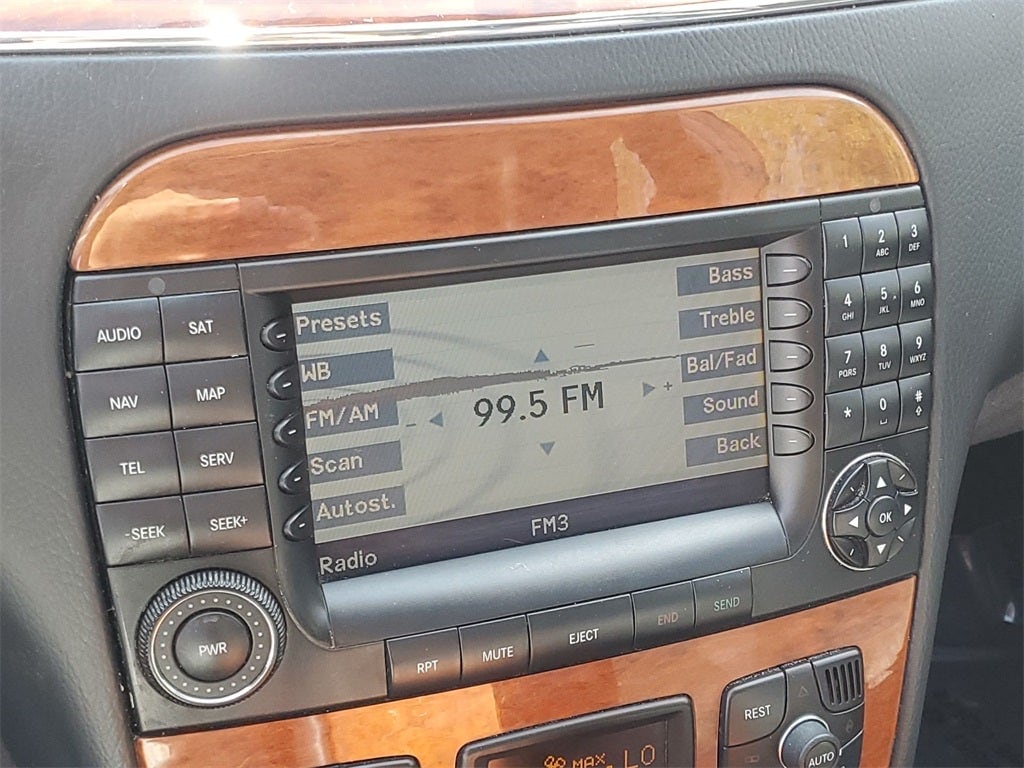 AUDIO
SAT
NAV
MAP
TEL
SERV
-SEEK
SEEK+
PWR
Presets
WB
FM/AM
Scan
Autost.
Radio
- 99.5 FM +
FM3
Bass
Treble
Bal/Fad
Sound
Back
1
2 ABC
3 DEF
4 GHI
5 JKL
6 MNO
7 PQRS
8 TUV
9 WXYZ
*
0
#
OK
RPT
MUTE
EJECT
END
SEND
MAX
LO
REST
AUTO